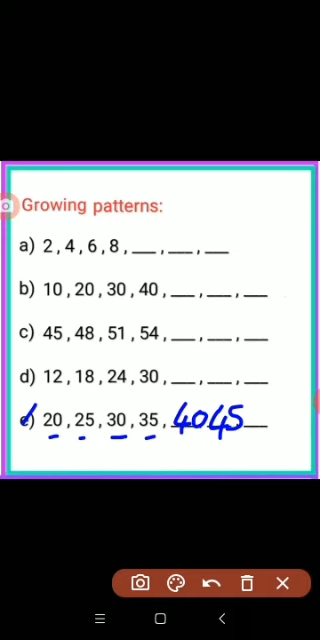 Growing patterns:
a) 2 , 4 , 6 , 8 , ___ , ___ , ___
b) 10 , 20 , 30 , 40 , ___ , ___ , ___
c) 45 , 48 , 51 , 54 , ___ , ___ , ___
d) 12 , 18 , 24 , 30 , ___ , ___ , ___
e) 20 , 25 , 30 , 35 , 40 45 ___